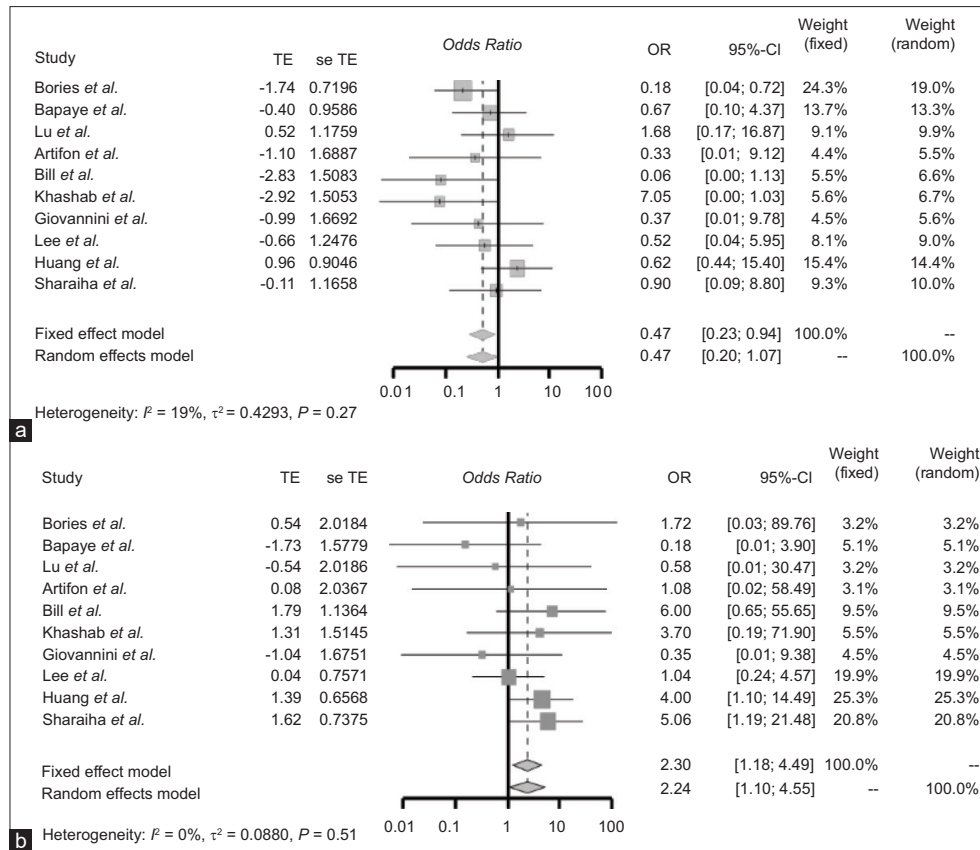 Study TE se TE Odds Ratio OR 95%-CI Weight (fixed) Weight (random)
Bories et al. -1.74 0.7196 0.18 [0.04; 0.72] 24.3% 19.0%
Bapaye et al. -0.40 0.9586 0.67 [0.10; 4.37] 13.7% 13.3%
Lu et al. 0.52 1.1759 1.68 [0.17; 16.87] 9.1% 9.9%
Artifon et al. -1.10 1.6887 0.33 [0.01; 9.12] 4.4% 5.5%
Bill et al. -2.83 1.5083 0.06 [0.00; 1.13] 5.5% 6.6%
Khashab et al. -2.92 1.5053 7.05 [0.00; 1.03] 5.6% 6.7%
Giovannini et al. -0.99 1.6692 0.37 [0.01; 9.78] 4.5% 5.6%
Lee et al. -0.66 1.2476 0.52 [0.04; 5.95] 8.1% 9.0%
Huang et al. 0.96 0.9046 0.62 [0.44; 15.40] 15.4% 14.4%
Sharaiha et al. -0.11 1.1658 0.90 [0.09; 8.80] 9.3% 10.0%
Fixed effect model 0.47 [0.23; 0.94] 100.0% --
Random effects model 0.47 [0.20; 1.07] -- 100.0%
0.01 0.1 1 10 100
Heterogeneity: I² = 19%, τ² = 0.4293, P = 0.27
a
Study TE se TE Odds Ratio OR 95%-CI Weight (fixed) Weight (random)
Bories et al. 0.54 2.0184 1.72 [0.03; 89.76] 3.2% 3.2%
Bapaye et al. -1.73 1.5779 0.18 [0.01; 3.90] 5.1% 5.1%
Lu et al. -0.54 2.0186 0.58 [0.01; 30.47] 3.2% 3.2%
Artifon et al. 0.08 2.0367 1.08 [0.02; 58.49] 3.1% 3.1%
Bill et al. 1.79 1.1364 6.00 [0.65; 55.65] 9.5% 9.5%
Khashab et al. 1.31 1.5145 3.70 [0.19; 71.90] 5.5% 5.5%
Giovannini et al. -1.04 1.6751 0.35 [0.01; 9.38] 4.5% 4.5%
Lee et al. 0.04 0.7571 1.04 [0.24; 4.57] 19.9% 19.9%
Huang et al. 1.39 0.6568 4.00 [1.10; 14.49] 25.3% 25.3%
Sharaiha et al. 1.62 0.7375 5.06 [1.19; 21.48] 20.8% 20.8%
Fixed effect model 2.30 [1.18; 4.49] 100.0% --
Random effects model 2.24 [1.10; 4.55] -- 100.0%
0.01 0.1 1 10 100
Heterogeneity: I² = 0%, τ² = 0.0880, P = 0.51
b